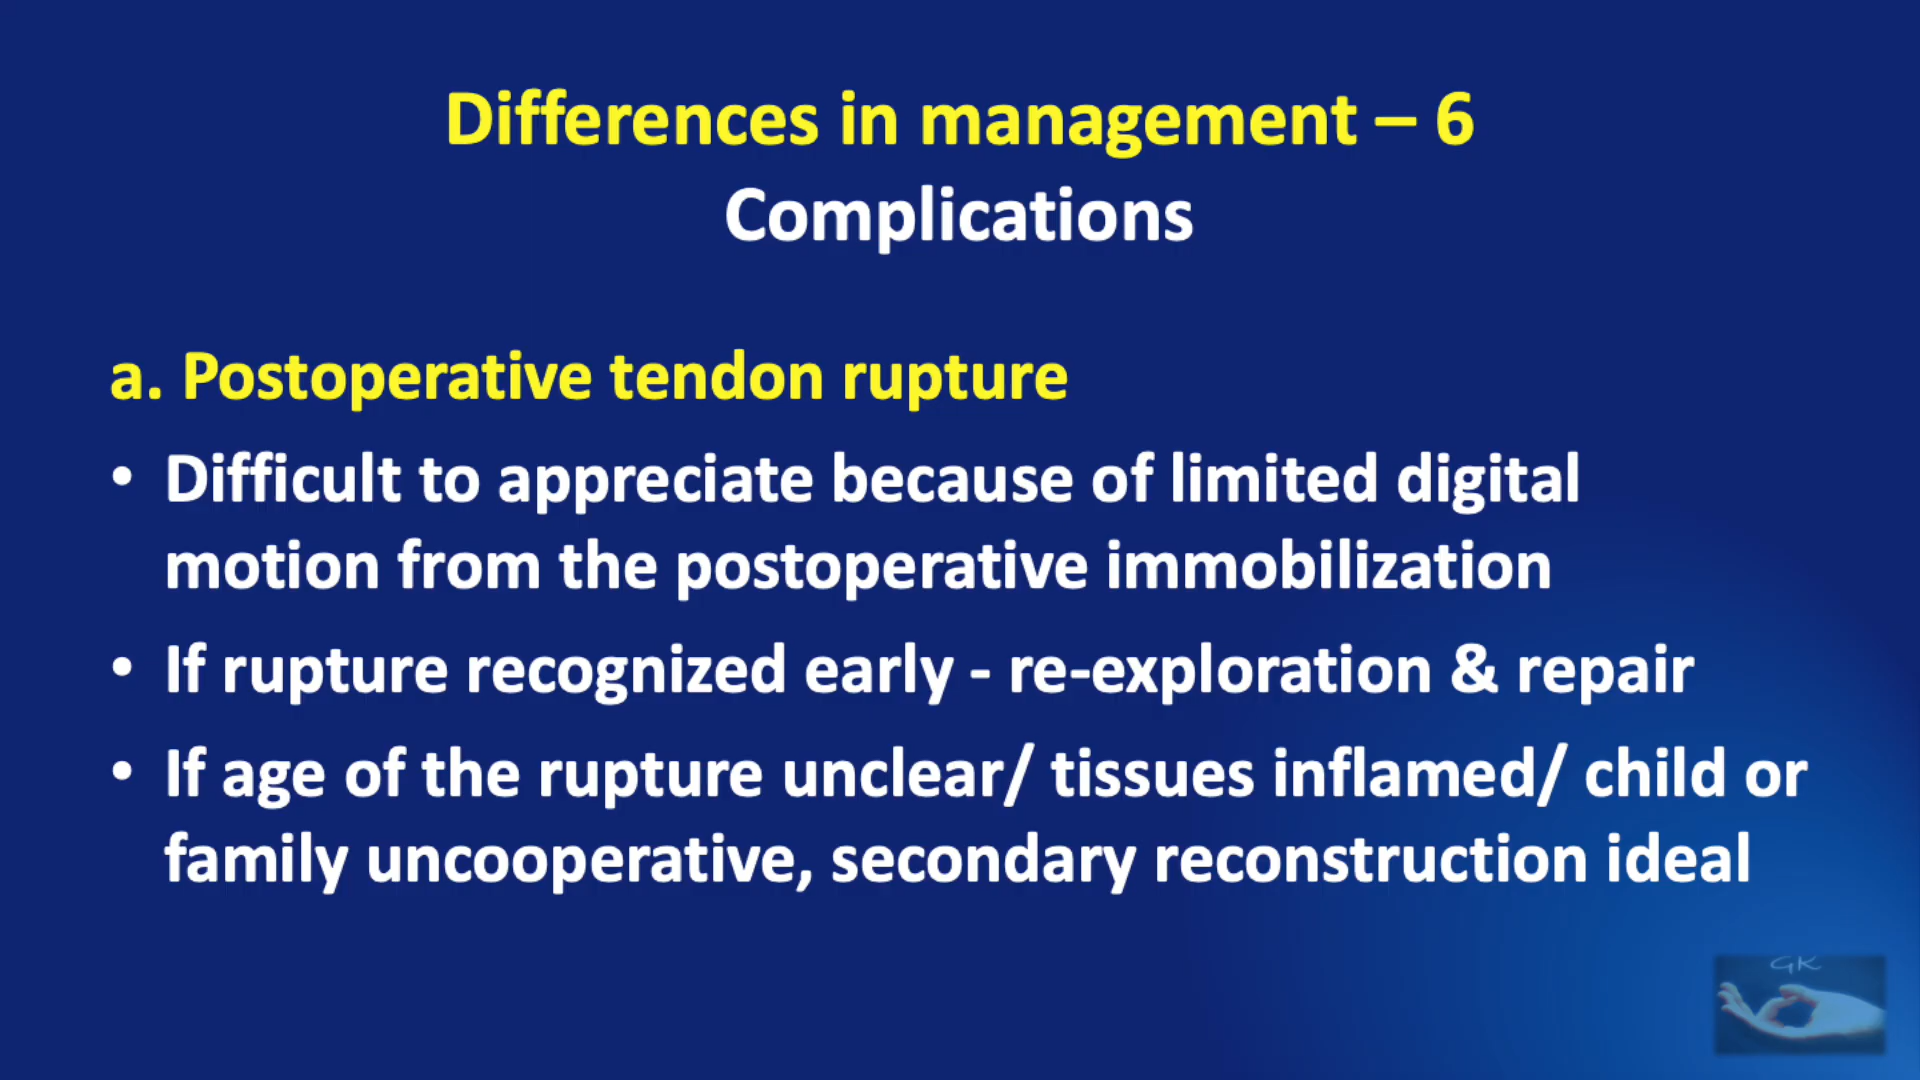 Differences in management – 6
Complications
a. Postoperative tendon rupture
• Difficult to appreciate because of limited digital
motion from the postoperative immobilization
• If rupture recognized early - re-exploration & repair
• If age of the rupture unclear/ tissues inflamed/ child or
family uncooperative, secondary reconstruction ideal
GK